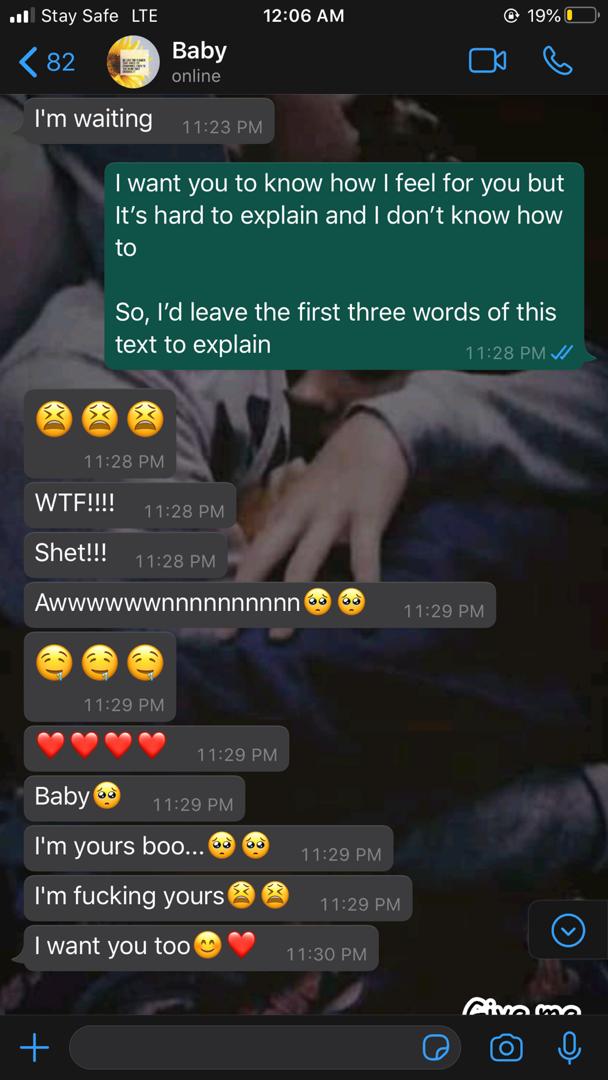 Stay Safe LTE 12:06 AM 19%
82 Baby
online
I'm waiting 11:23 PM
I want you to know how I feel for you but
It’s hard to explain and I don’t know how
to
So, I’d leave the first three words of this
text to explain 11:28 PM
😫 😫 😫
11:28 PM
WTF!!!! 11:28 PM
Shet!!! 11:28 PM
Awwwwwwnnnnnnnnnn🥺 🥺 11:29 PM
🤤 🤤 🤤
11:29 PM
❤️ ❤️ ❤️ ❤️ 11:29 PM
Baby🥺 11:29 PM
I'm yours boo...🥺 🥺 11:29 PM
I'm fucking yours😫 😫 11:29 PM
I want you too😊 ❤️ 11:30 PM
Give me